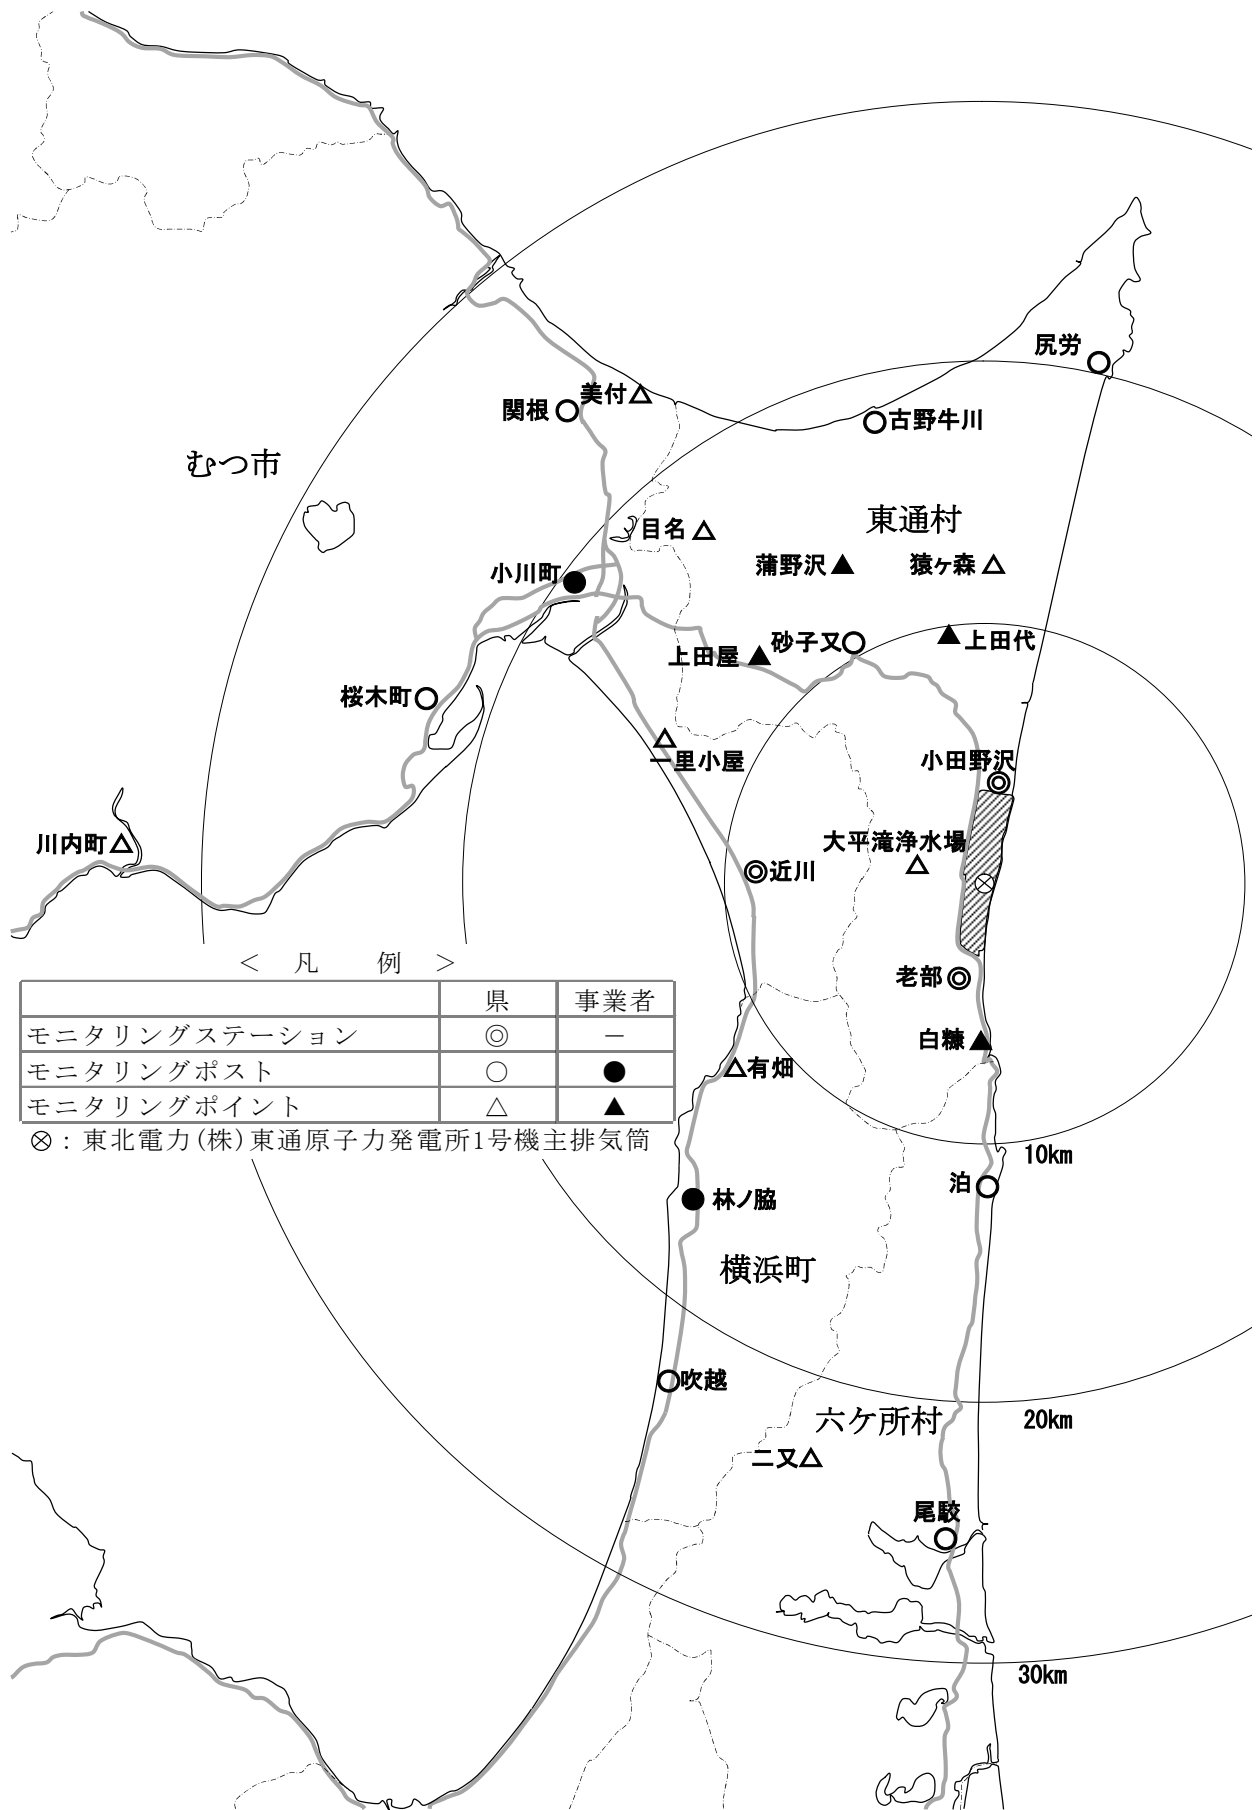 尻労
美付△
関根
古野牛川
むつ市
東通村
目名
蒲野沢
猿ヶ森
小川町
砂子又
上田代
上田屋
桜木町
一里小屋
小田野沢
大平滝浄水場
川内町
近川
＜ 凡 例 ＞
県 事業者
モニタリングステーション ◎ －
モニタリングポスト ○ ●
モニタリングポイント △ ▲
⊗：東北電力(株)東通原子力発電所1号機主排気筒
老部
白糠
有畑
10km
泊
林ノ脇
横浜町
吹越
六ケ所村
20km
二又
尾駮
30km